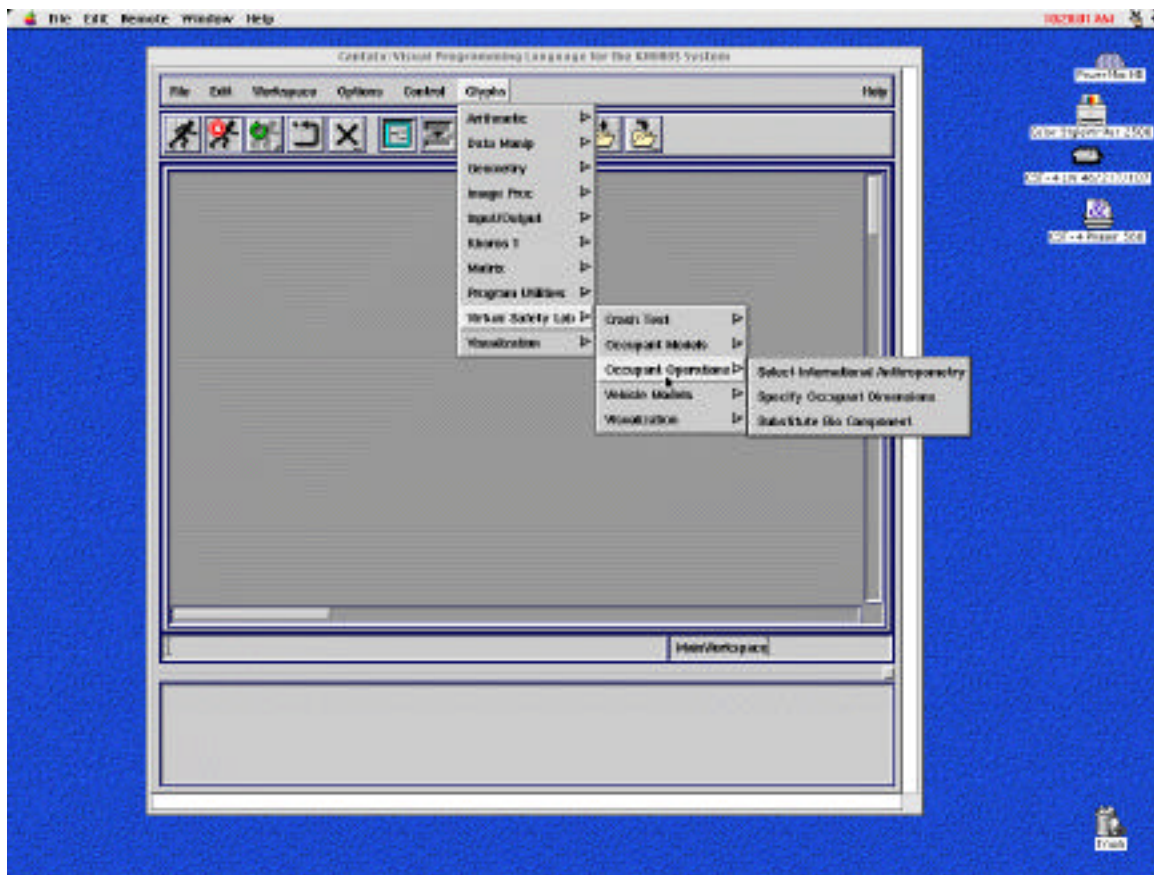 File Edit Remote Window Help
Cantata: Visual Programming Language for the KHOROS System
File Edit Workspace Options Control Glyphs Help
Arithmetic
Data Manip
Geometry
Image Proc
Input/Output
Khoros 1
Matrix
Program Utilities
Virtual Safety Lab
Visualization
Crash Test
Occupant Models
Occupant Operations
Vehicle Models
Visualization
Select International Anthropometry
Specify Occupant Dimensions
Substitute Bio Component
MainWorkspace
PowerMac HD
Trash